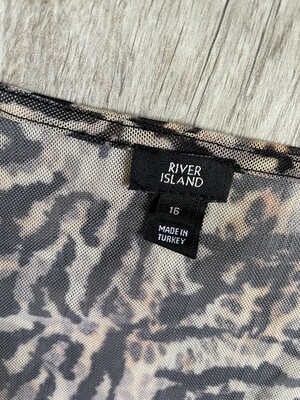 RIVER
ISLAND
16
MADE IN
TURKEY